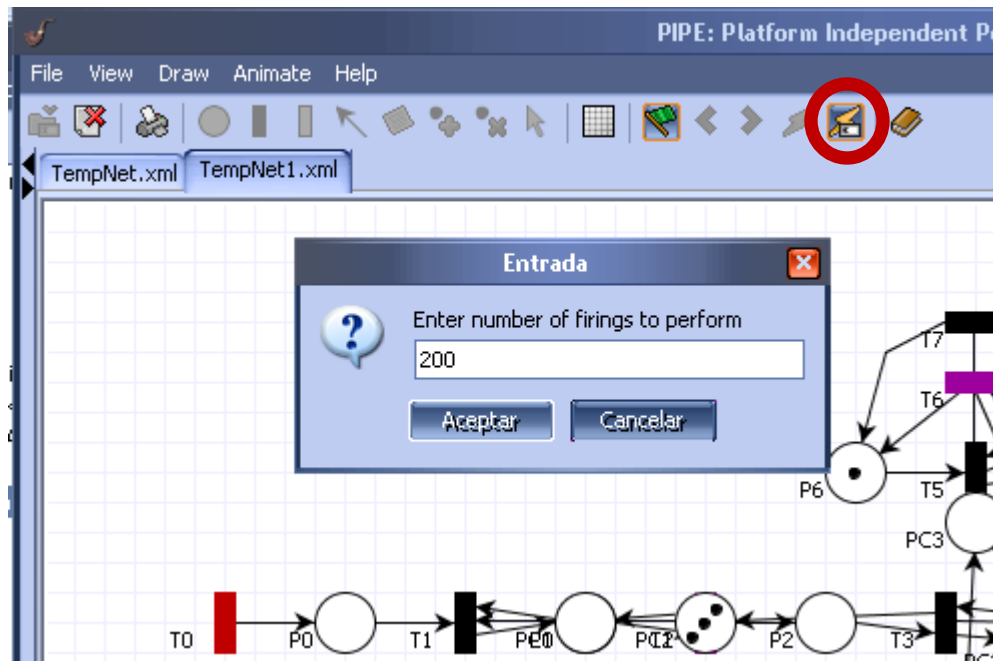 PIPE: Platform Independent Pe
File View Draw Animate Help
TempNet.xml TempNet1.xml
Entrada
Enter number of firings to perform
200
Aceptar Cancelar
T7
T6
P6
T5
PC3
T0
P0
T1
P2
T3